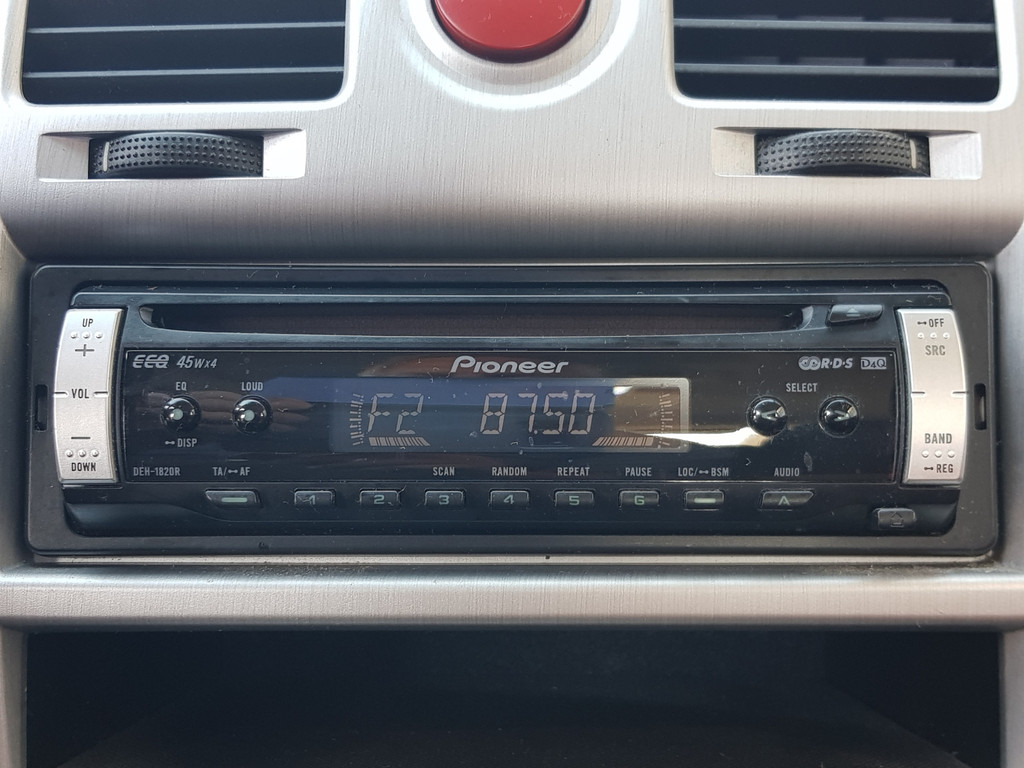 UP
+
VOL
—
DOWN
EEQ 45W×4
Pioneer
R·D·S D4Q
OFF
SRC
EQ LOUD
DISP
F2 87.50
SELECT
BAND
REG
DEH-1820R TA/ AF SCAN RANDOM REPEAT PAUSE LOC/ BSM AUDIO
1 2 3 4 5 6 A